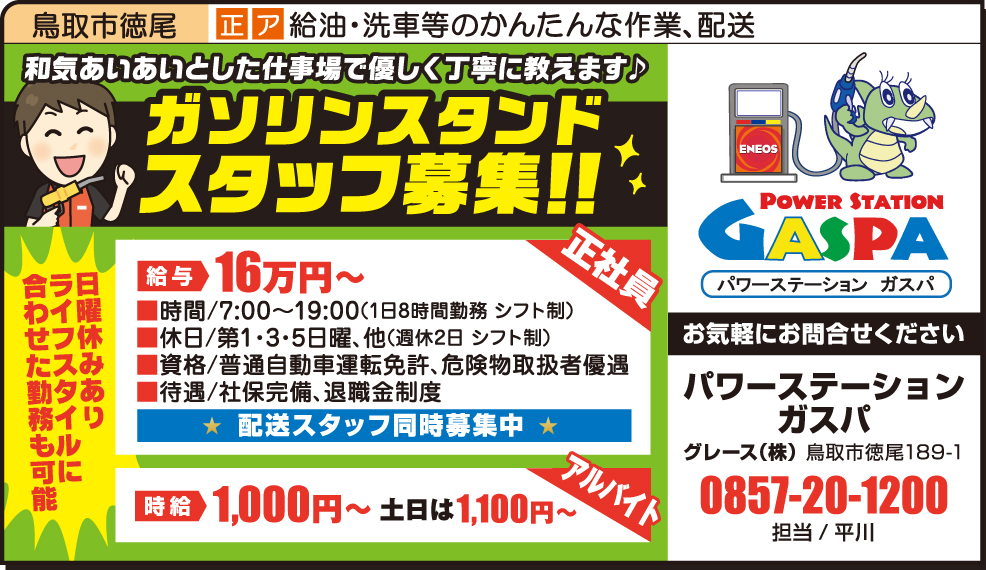 鳥取市徳尾
正 ア 給油・洗車等のかんたんな作業、配送
和気あいあいとした仕事場で優しく丁寧に教えます♪
ガソリンスタンド
スタッフ募集!!
日曜休みあり
ライフスタイルに
合わせた勤務も可能
正社員
給与 16万円〜
■時間/7:00〜19:00(1日8時間勤務 シフト制)
■休日/第1・3・5日曜、他(週休2日 シフト制)
■資格/普通自動車運転免許、危険物取扱者優遇
■待遇/社保完備、退職金制度
★ 配送スタッフ同時募集中 ★
アルバイト
時給 1,000円〜 土日は1,100円〜
ENEOS
POWER STATION
GASPA
パワーステーション ガスパ
お気軽にお問合せください
パワーステーション
ガスパ
グレース(株) 鳥取市徳尾189-1
0857-20-1200
担当 / 平川